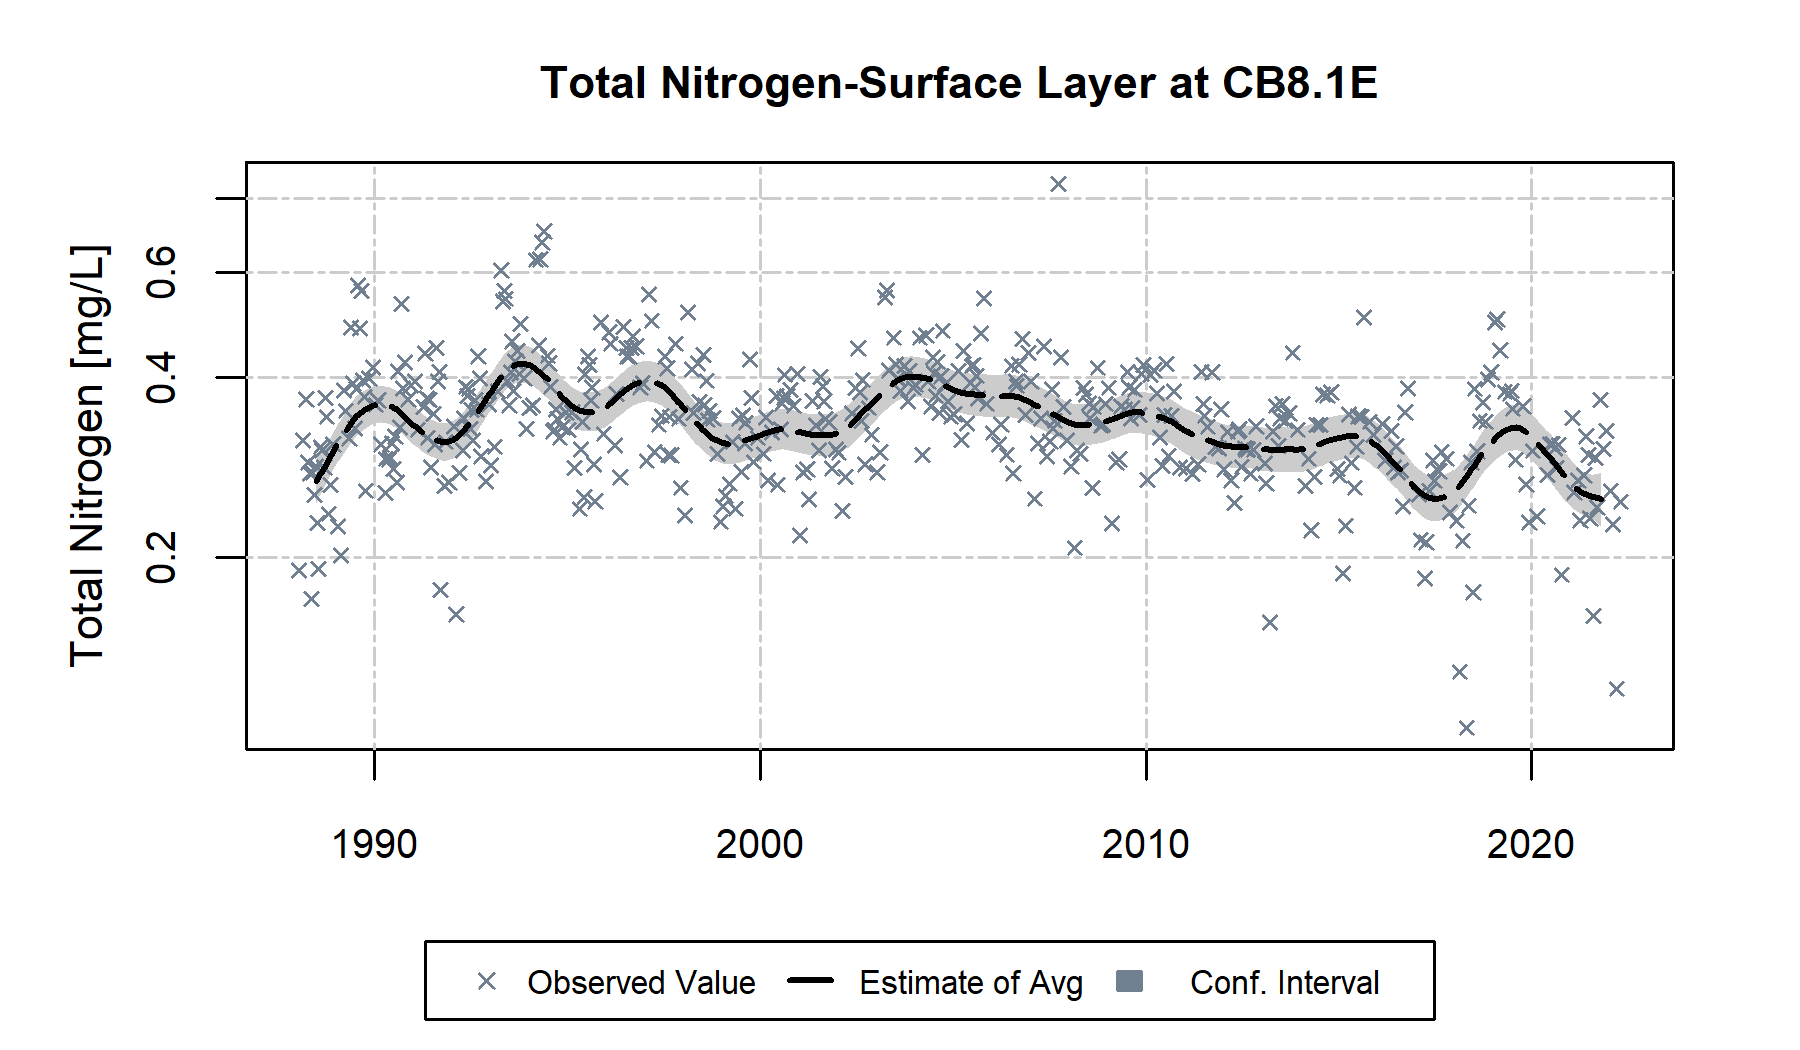 Total Nitrogen-Surface Layer at CB8.1E
Total Nitrogen [mg/L]
0.6
0.4
0.2
1990 2000 2010 2020
Observed Value Estimate of Avg Conf. Interval